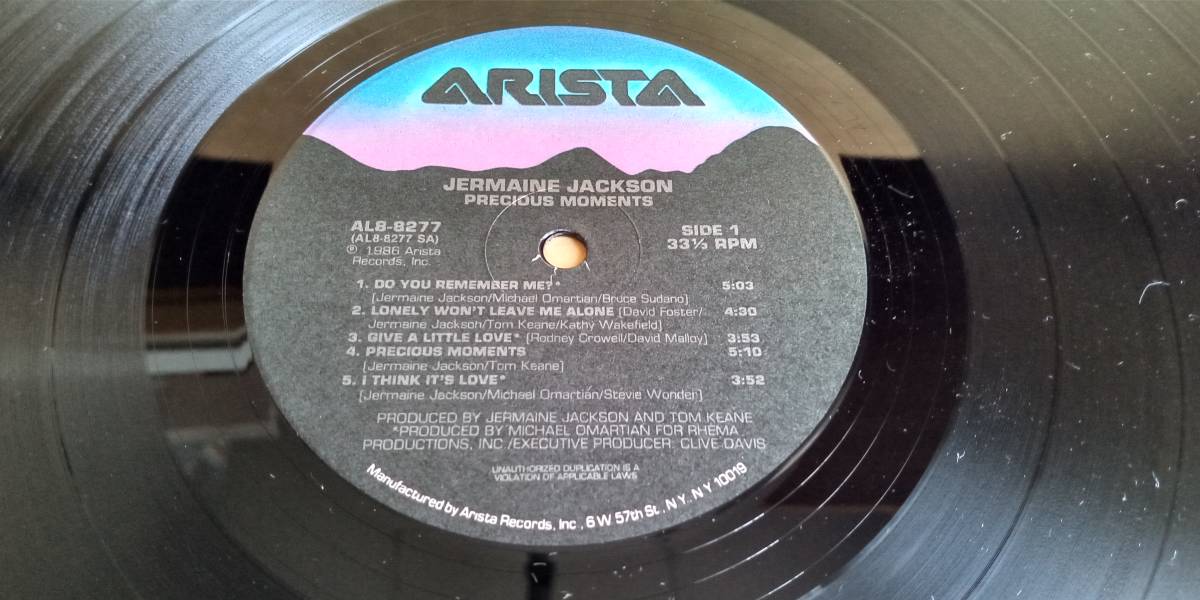 ARISTA
JERMAINE JACKSON
PRECIOUS MOMENTS
AL8-8277
(AL8-8277 SA)
℗ 1986 Arista
Records, Inc.
SIDE 1
33⅓ RPM
1. DO YOU REMEMBER ME?* 5:03
[Jermaine Jackson/Michael Omartian/Bruce Sudano]
2. LONELY WON'T LEAVE ME ALONE [David Foster/ 4:30
Jermaine Jackson/Tom Keane/Kathy Wakefield]
3. GIVE A LITTLE LOVE* [Rodney Crowell/David Malloy] 3:53
4. PRECIOUS MOMENTS 5:10
[Jermaine Jackson/Tom Keane]
5. I THINK IT'S LOVE* 3:52
[Jermaine Jackson/Michael Omartian/Stevie Wonder]
PRODUCED BY JERMAINE JACKSON AND TOM KEANE
*PRODUCED BY MICHAEL OMARTIAN FOR RHEMA
PRODUCTIONS, INC./EXECUTIVE PRODUCER: CLIVE DAVIS
UNAUTHORIZED DUPLICATION IS A
VIOLATION OF APPLICABLE LAWS
Manufactured by Arista Records, Inc., 6 W 57th St., N.Y., N.Y 10019